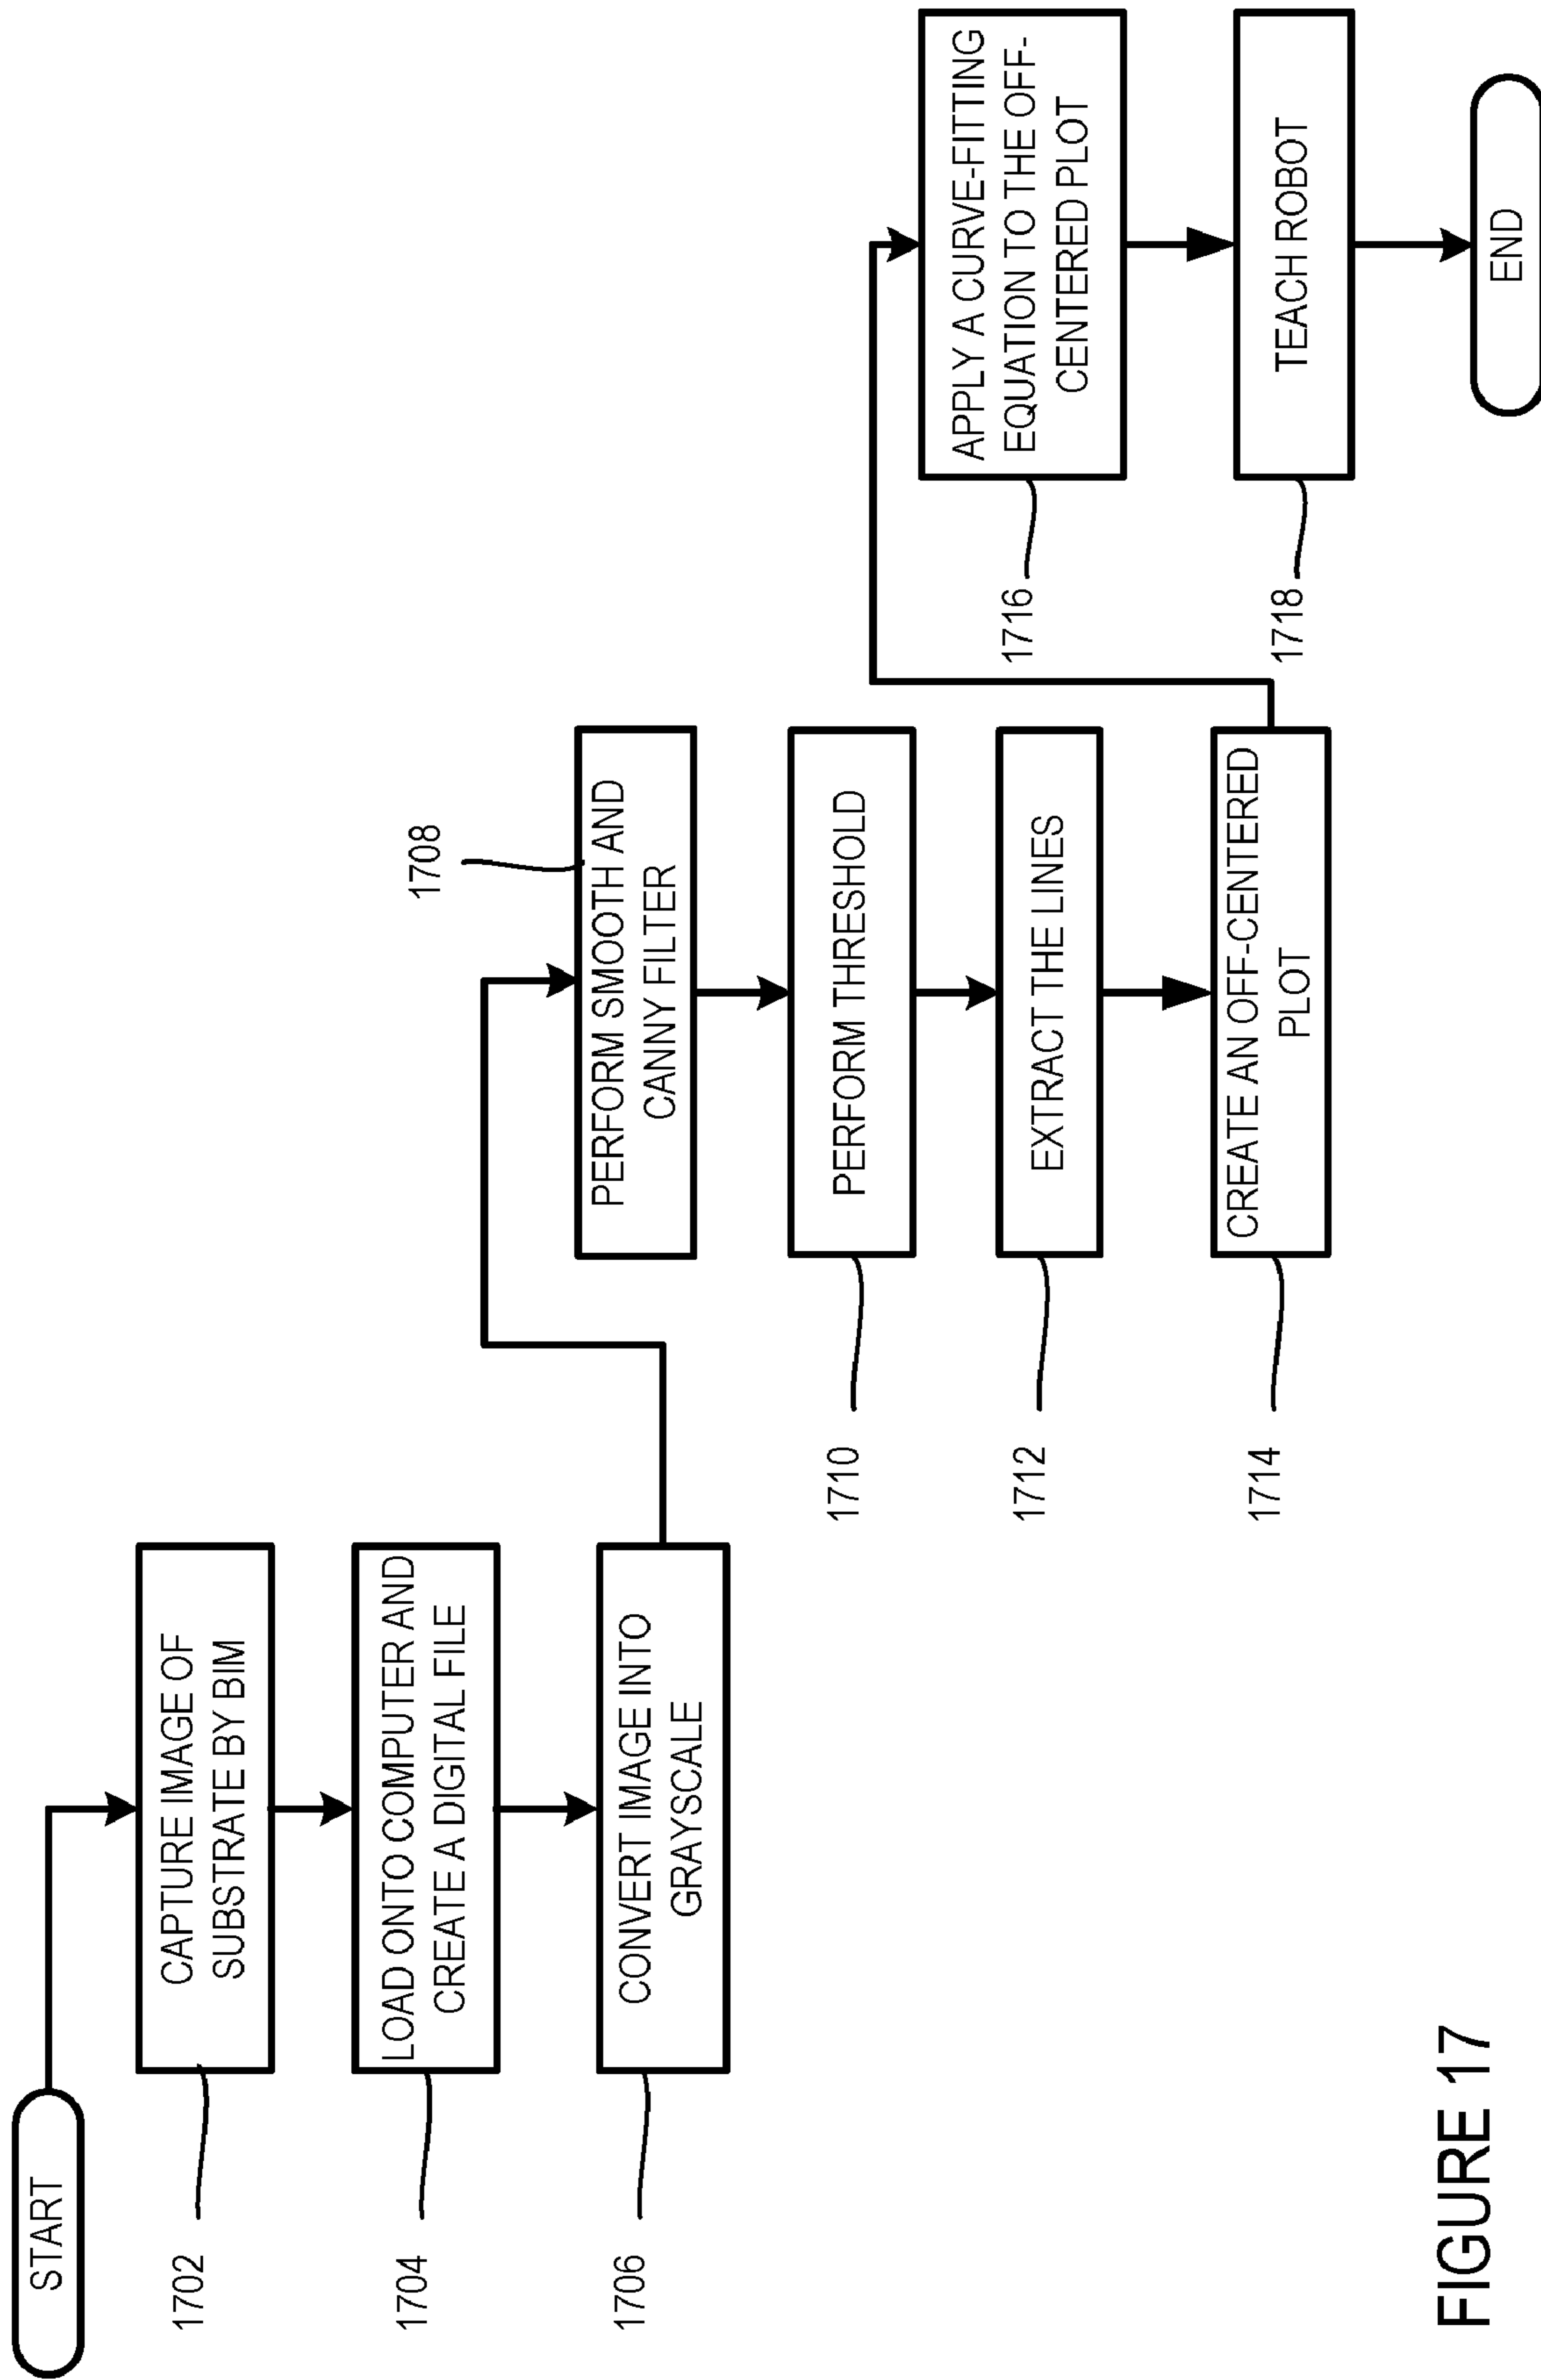 START
1702
CAPTURE IMAGE OF
SUBSTRATE BY BIM
1704
LOAD ONTO COMPUTER AND
CREATE A DIGITAL FILE
1706
CONVERT IMAGE INTO
GRAYSCALE
1708
PERFORM SMOOTH AND
CANNY FILTER
1710
PERFORM THRESHOLD
1712
EXTRACT THE LINES
1714
CREATE AN OFF-CENTERED
PLOT
1716
APPLY A CURVE-FITTING
EQUATION TO THE OFF-
CENTERED PLOT
1718
TEACH ROBOT
END
FIGURE 17